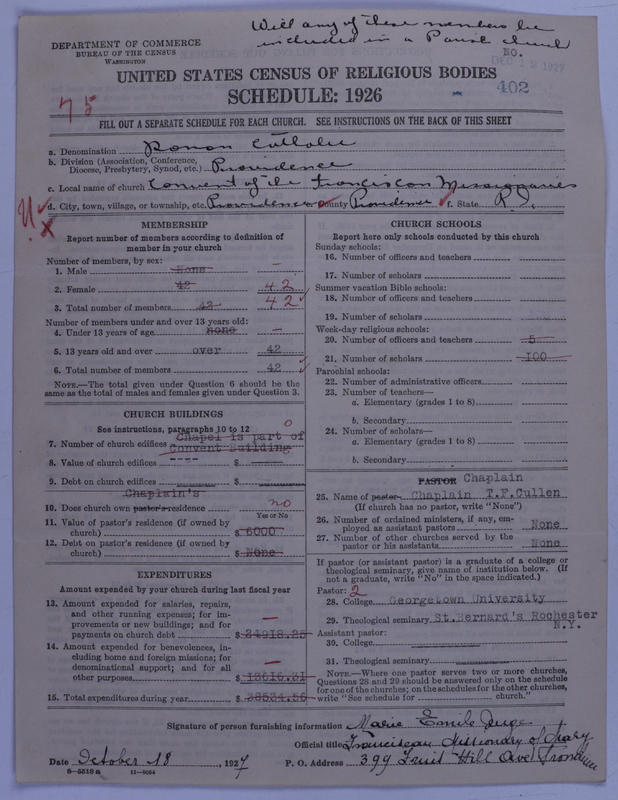 Will any of these members be
included in a Parish church
DEPARTMENT OF COMMERCE
BUREAU OF THE CENSUS
WASHINGTON
NO.
DEC 12 1927
402
UNITED STATES CENSUS OF RELIGIOUS BODIES
SCHEDULE: 1926
75
FILL OUT A SEPARATE SCHEDULE FOR EACH CHURCH. SEE INSTRUCTIONS ON THE BACK OF THIS SHEET
a. Denomination Roman Catholic
b. Division (Association, Conference,
Diocese, Presbytery, Synod, etc.) Providence
c. Local name of church Convent of the Franciscan Missionaries
d. City, town, village, or township, etc. Providence County Providence f. State R.I.
MEMBERSHIP
Report number of members according to definition of
member in your church
Number of members, by sex:
1. Male None —
2. Female 42 42
3. Total number of members 42 42
Number of members under and over 13 years old:
4. Under 13 years of age none —
5. 13 years old and over over 42
6. Total number of members 42
NOTE.—The total given under Question 6 should be the
same as the total of males and females given under Question 3.
CHURCH BUILDINGS
See instructions, paragraphs 10 to 12
0
7. Number of church edifices Chapel is part of
Convent Building
8. Value of church edifices ---- $
9. Debt on church edifices $
Chaplain's
10. Does church own pastor's residence no
Yes or No
11. Value of pastor's residence (if owned by
church) $ 6000
12. Debt on pastor's residence (if owned by
church) $ None
EXPENDITURES
Amount expended by your church during last fiscal year
13. Amount expended for salaries, repairs,
and other running expenses; for im-
provements or new buildings; and for
payments on church debt — $ 24918.25
14. Amount expended for benevolences, in-
cluding home and foreign missions; for
denominational support; and for all
other purposes — $ 13616.31
15. Total expenditures during year $ 38534.56
CHURCH SCHOOLS
Report here only schools conducted by this church
Sunday schools:
16. Number of officers and teachers
17. Number of scholars
Summer vacation Bible schools:
18. Number of officers and teachers
19. Number of scholars
Week-day religious schools:
20. Number of officers and teachers 5
21. Number of scholars 100
Parochial schools:
22. Number of administrative officers
23. Number of teachers—
a. Elementary (grades 1 to 8)
b. Secondary
24. Number of scholars—
a. Elementary (grades 1 to 8)
b. Secondary
PASTOR Chaplain
25. Name of pastor Chaplain T.F.Cullen
(If church has no pastor, write "None")
26. Number of ordained ministers, if any, em-
ployed as assistant pastors None
27. Number of other churches served by the
pastor or his assistants None
If pastor (or assistant pastor) is a graduate of a college or
theological seminary, give name of institution below. (If
not a graduate, write "No" in the space indicated.)
Pastor: 2
28. College Georgetown University
29. Theological seminary St.Bernard's Rochester
N.Y.
Assistant pastor:
30. College
31. Theological seminary
NOTE.—Where one pastor serves two or more churches,
Questions 28 and 29 should be answered only on the schedule
for one of the churches; on the schedules for the other churches,
write "See schedule for church."
Signature of person furnishing information Marie Emile
Official title Franciscan Missionary of Mary
Date October 18, 1927 P. O. Address 399 Fruit Hill Ave
8—5518 a 11—9054